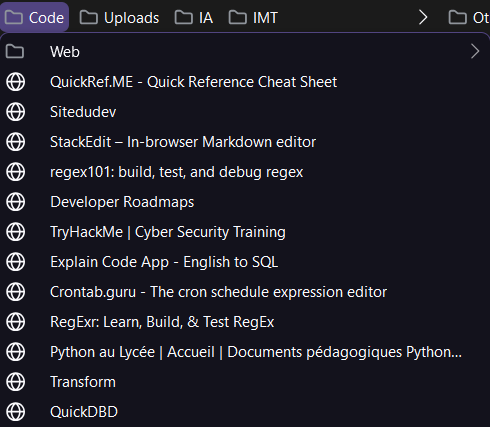 Code Uploads IA IMT Ot
Web
QuickRef.ME - Quick Reference Cheat Sheet
Sitedudev
StackEdit – In-browser Markdown editor
regex101: build, test, and debug regex
Developer Roadmaps
TryHackMe | Cyber Security Training
Explain Code App - English to SQL
Crontab.guru - The cron schedule expression editor
RegExr: Learn, Build, & Test RegEx
Python au Lycée | Accueil | Documents pédagogiques Python...
Transform
QuickDBD